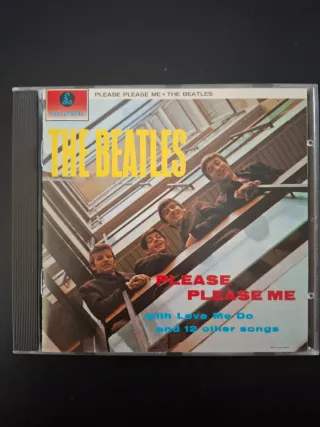 PLEASE PLEASE ME • THE BEATLES
THE BEATLES
PLEASE
PLEASE ME
with Love Me Do
and 12 other songs